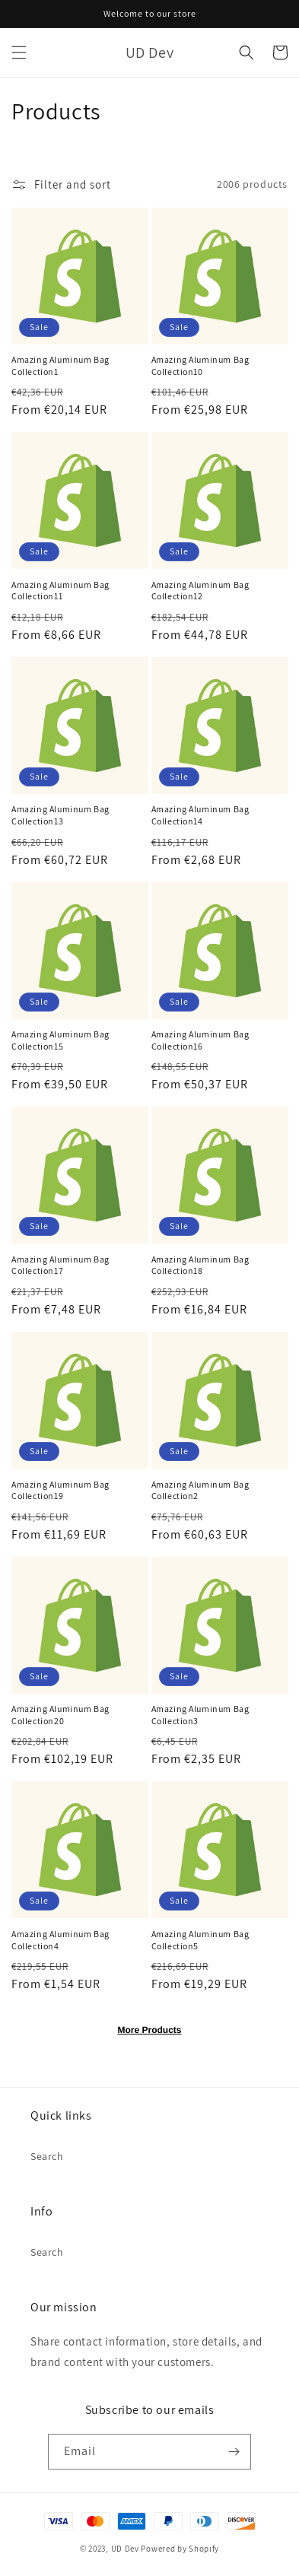 Welcome to our store
UD Dev
Products
Filter and sort
2006 products
Sale
Sale
Amazing Aluminum Bag
Collection1
€42,36 EUR
From €20,14 EUR
Amazing Aluminum Bag
Collection10
€101,46 EUR
From €25,98 EUR
Sale
Sale
Amazing Aluminum Bag
Collection11
€12,18 EUR
From €8,66 EUR
Amazing Aluminum Bag
Collection12
€182,54 EUR
From €44,78 EUR
Sale
Sale
Amazing Aluminum Bag
Collection13
€66,20 EUR
From €60,72 EUR
Amazing Aluminum Bag
Collection14
€116,17 EUR
From €2,68 EUR
Sale
Sale
Amazing Aluminum Bag
Collection15
€70,39 EUR
From €39,50 EUR
Amazing Aluminum Bag
Collection16
€148,55 EUR
From €50,37 EUR
Sale
Sale
Amazing Aluminum Bag
Collection17
€21,37 EUR
From €7,48 EUR
Amazing Aluminum Bag
Collection18
€252,93 EUR
From €16,84 EUR
Sale
Sale
Amazing Aluminum Bag
Collection19
€141,56 EUR
From €11,69 EUR
Amazing Aluminum Bag
Collection2
€75,76 EUR
From €60,63 EUR
Sale
Sale
Amazing Aluminum Bag
Collection20
€202,84 EUR
From €102,19 EUR
Amazing Aluminum Bag
Collection3
€6,45 EUR
From €2,35 EUR
Sale
Sale
Amazing Aluminum Bag
Collection4
€219,55 EUR
From €1,54 EUR
Amazing Aluminum Bag
Collection5
€216,69 EUR
From €19,29 EUR
More Products
Quick links
Search
Info
Search
Our mission
Share contact information, store details, and
brand content with your customers.
Subscribe to our emails
Email
VISA
AMEX
DISCOVER
© 2023, UD Dev Powered by Shopify